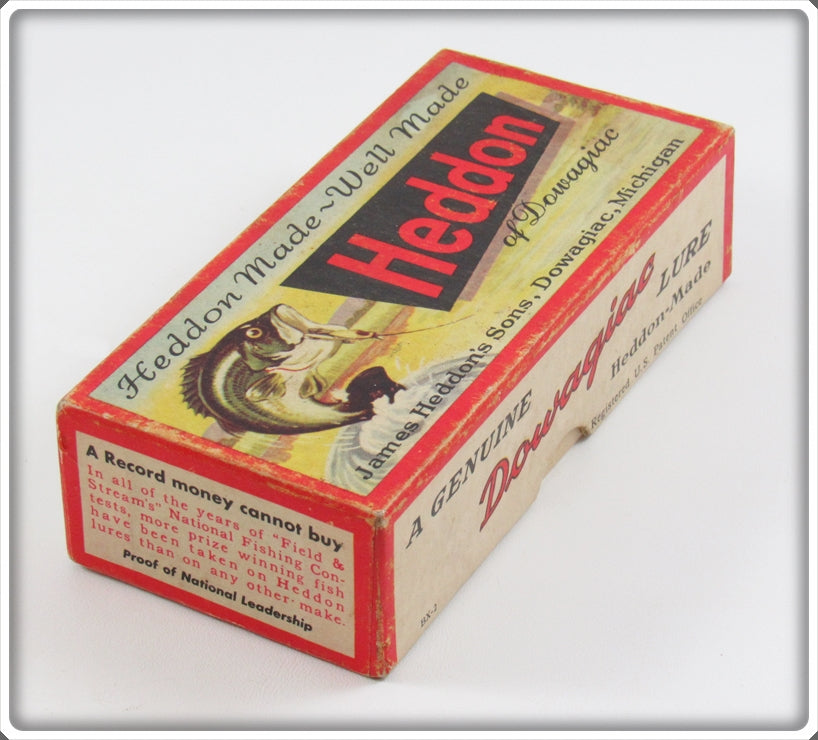 Heddon Made ~ Well Made
Heddon
of Dowagiac
James Heddon's Sons, Dowagiac, Michigan
A GENUINE
Dowagiac
LURE
Heddon-Made
Registered U.S. Patent Office
BX-2
A Record money cannot buy
In all of the years of "Field &
Stream's" National Fishing Con-
tests, more prize winning fish
have been taken on Heddon
lures than on any other make.
Proof of National Leadership